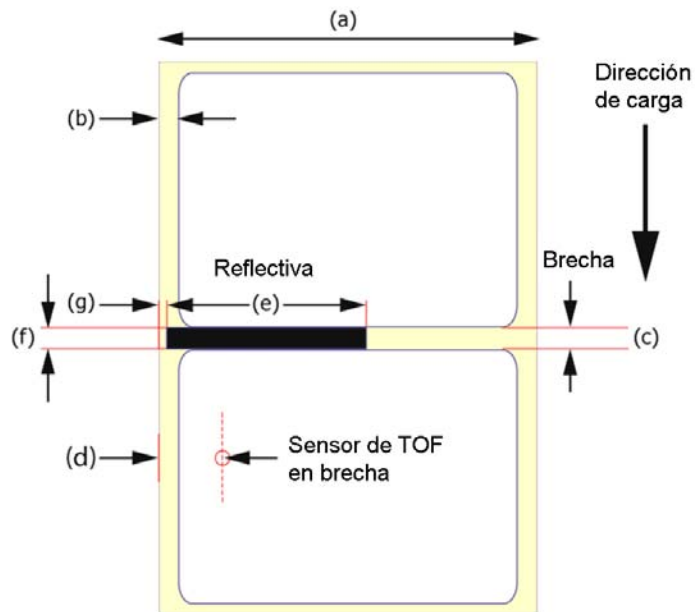 (a)
Dirección
de carga
(b)
Reflectiva
Brecha
(g)
(e)
(f)
(c)
(d)
Sensor de TOF
en brecha